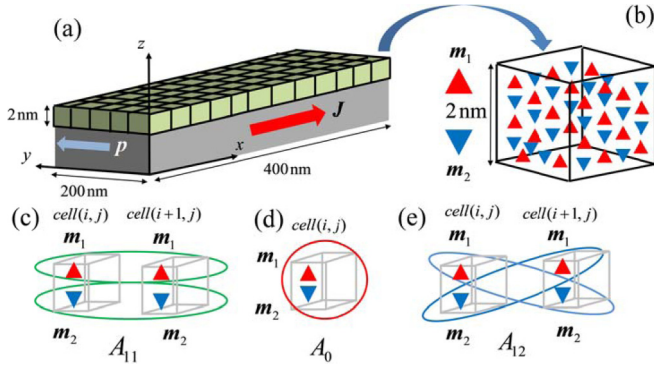 (a)
z
2 nm
y
p
x
J
200 nm
400 nm
(b)
m1
2 nm
m2
(c)
cell(i, j)
cell(i+1, j)
m1
m1
m2
m2
A11
(d)
cell(i, j)
m1
m2
A0
(e)
cell(i, j)
cell(i+1, j)
m1
m1
m2
m2
A12